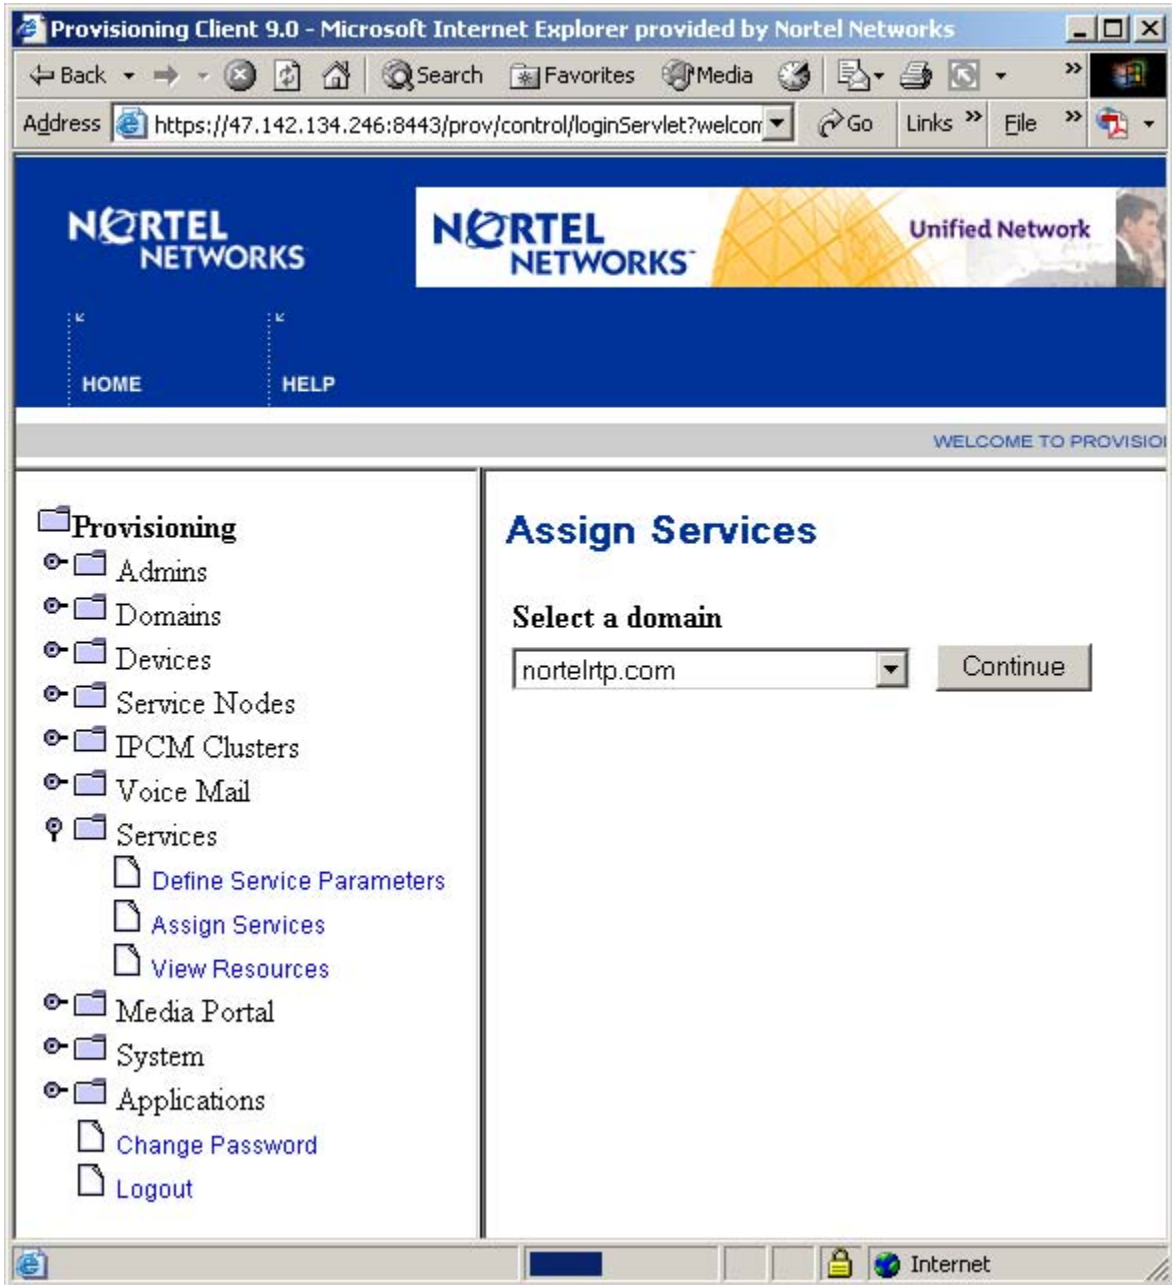 Provisioning Client 9.0 - Microsoft Internet Explorer provided by Nortel Networks
Back Search Favorites Media »
Address https://47.142.134.246:8443/prov/control/loginServlet?welcom Go Links » File »
NORTEL
NETWORKS
NORTEL
NETWORKS
Unified Network
HOME HELP
WELCOME TO PROVISIO
Provisioning
Admins
Domains
Devices
Service Nodes
IPCM Clusters
Voice Mail
Services
Define Service Parameters
Assign Services
View Resources
Media Portal
System
Applications
Change Password
Logout
Assign Services
Select a domain
nortelrtp.com Continue
Internet